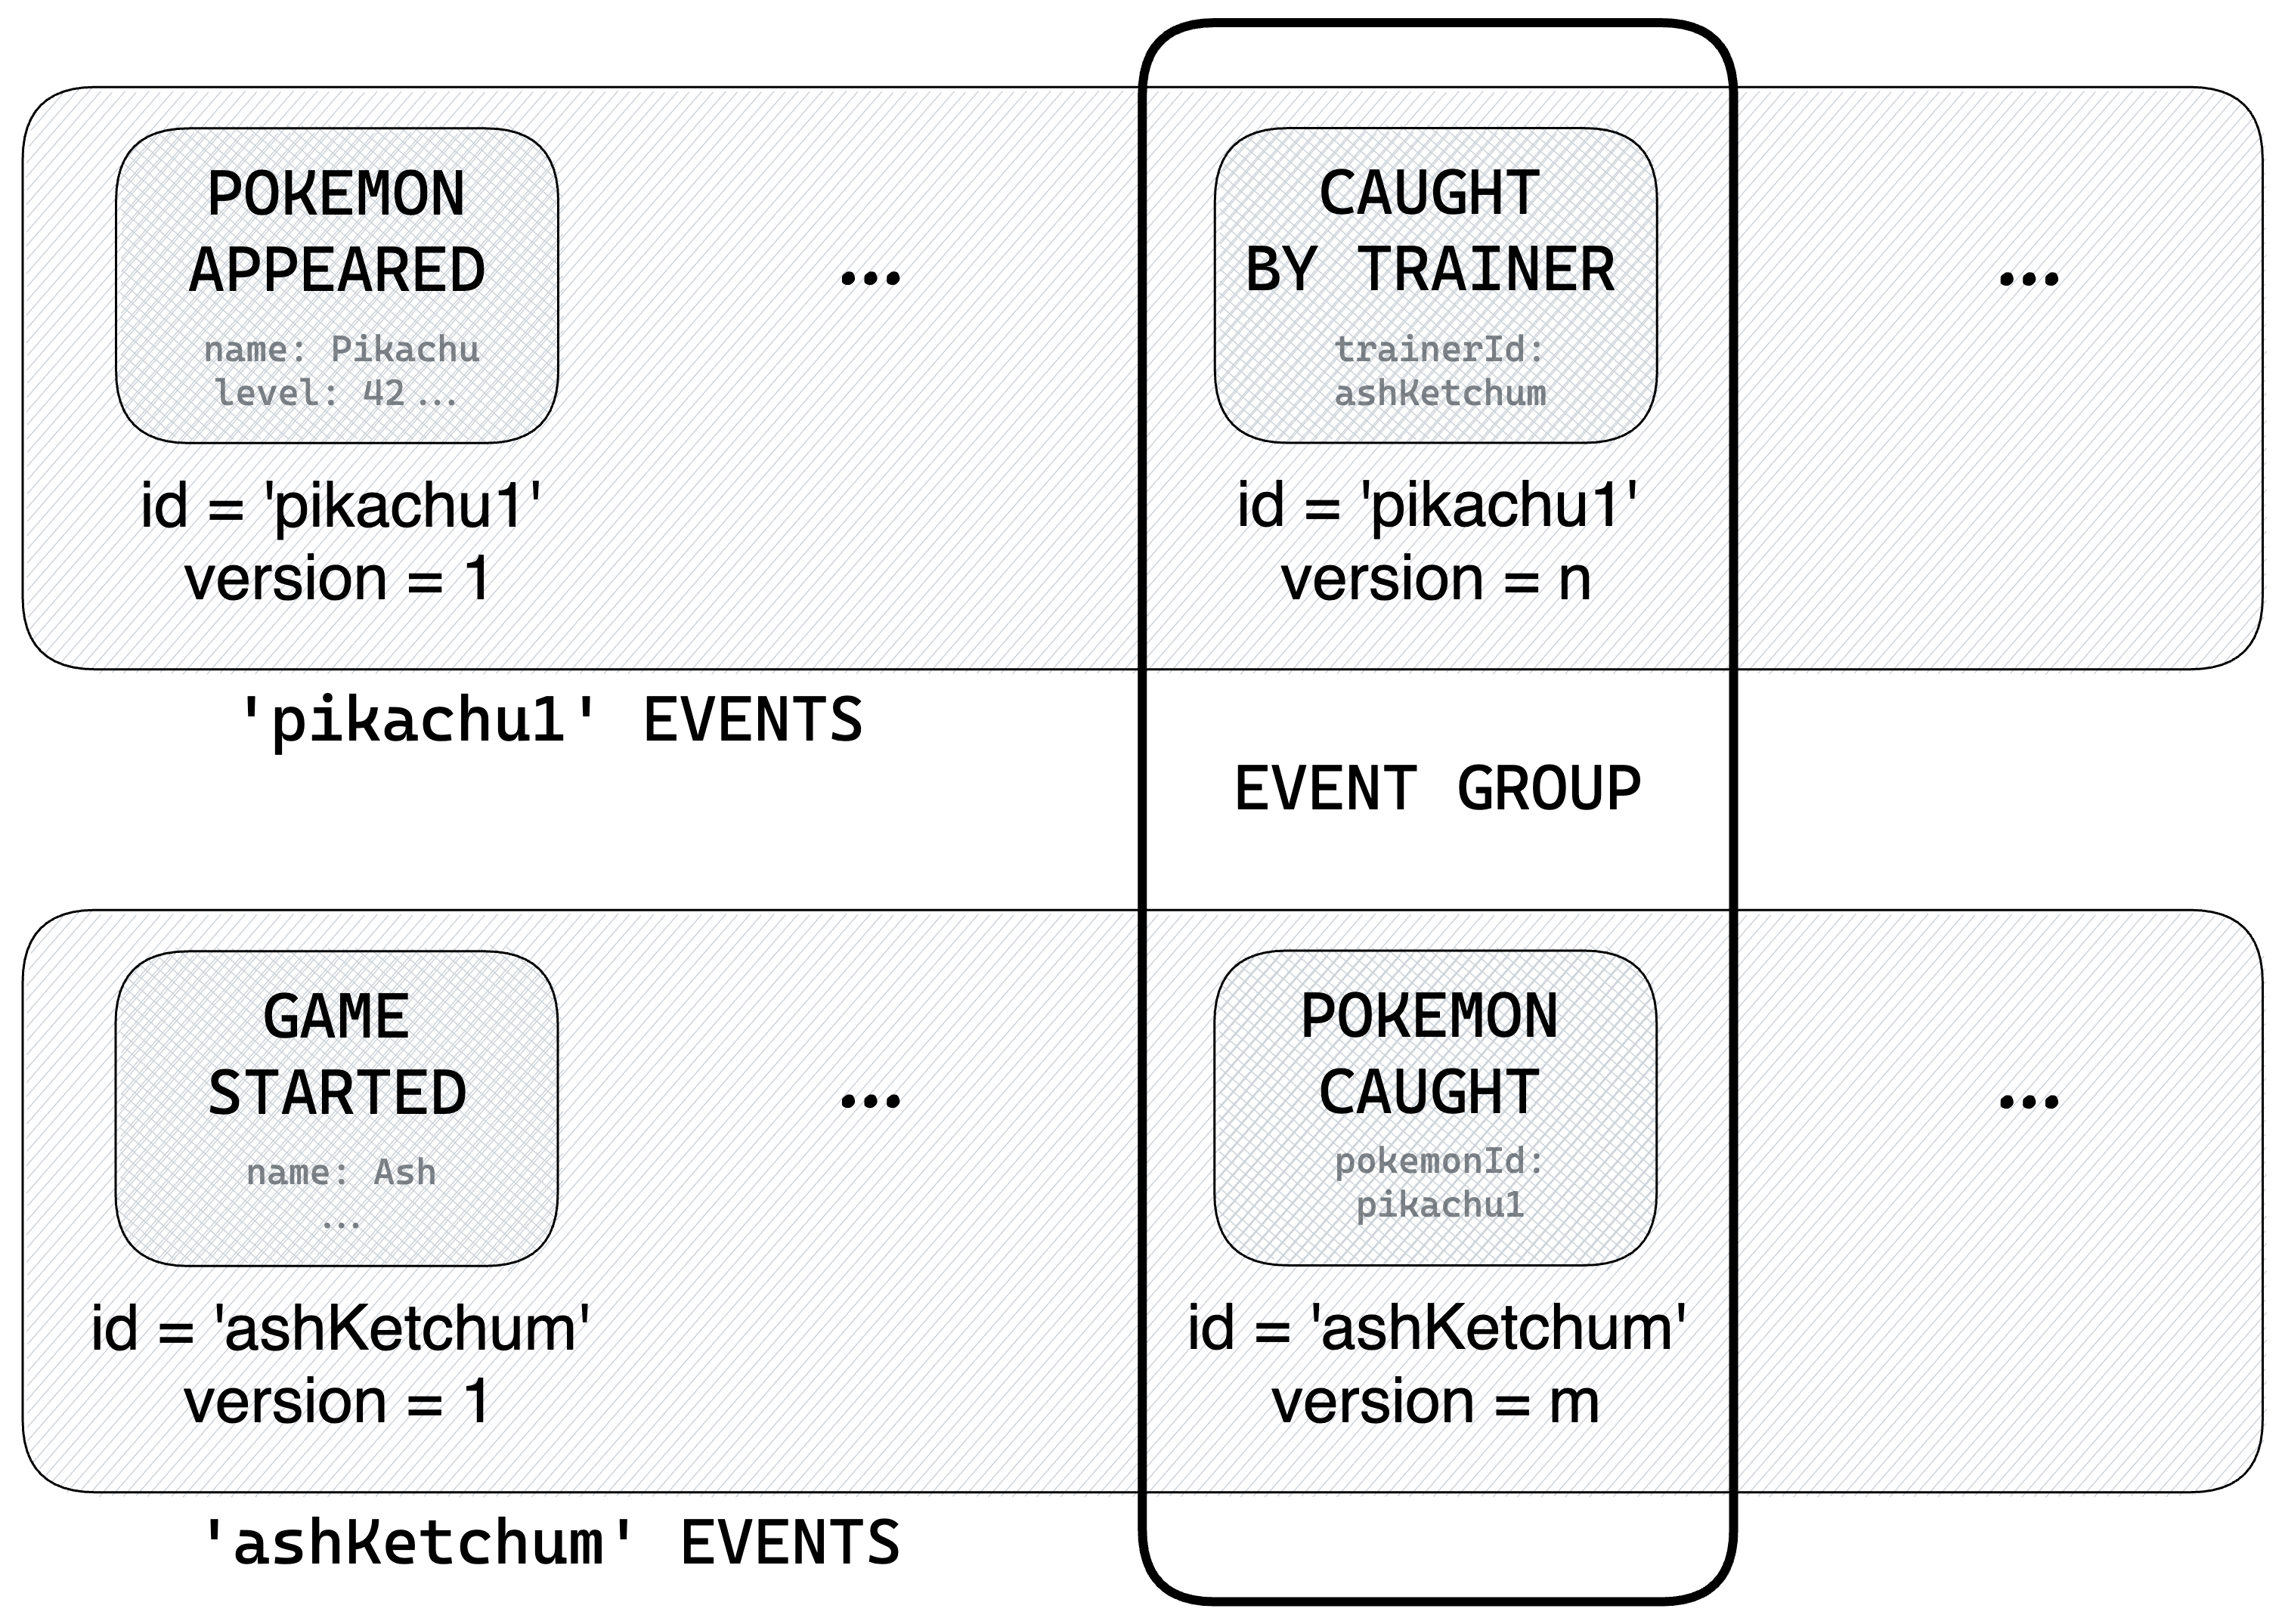 POKEMON
APPEARED
name: Pikachu
level: 42...
id = 'pikachu1'
version = 1
...
CAUGHT
BY TRAINER
trainerId:
ashKetchum
id = 'pikachu1'
version = n
...
'pikachu1' EVENTS
EVENT GROUP
GAME
STARTED
name: Ash
...
id = 'ashKetchum'
version = 1
...
POKEMON
CAUGHT
pokemonId:
pikachu1
id = 'ashKetchum'
version = m
...
'ashKetchum' EVENTS